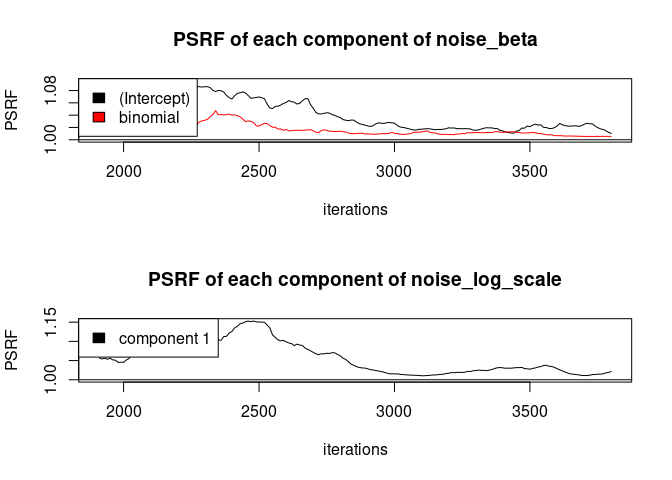 PSRF of each component of noise_beta
PSRF
1.00 1.08
(Intercept)
binomial
2000 2500 3000 3500
iterations
PSRF of each component of noise_log_scale
PSRF
1.00 1.15
component 1
2000 2500 3000 3500
iterations